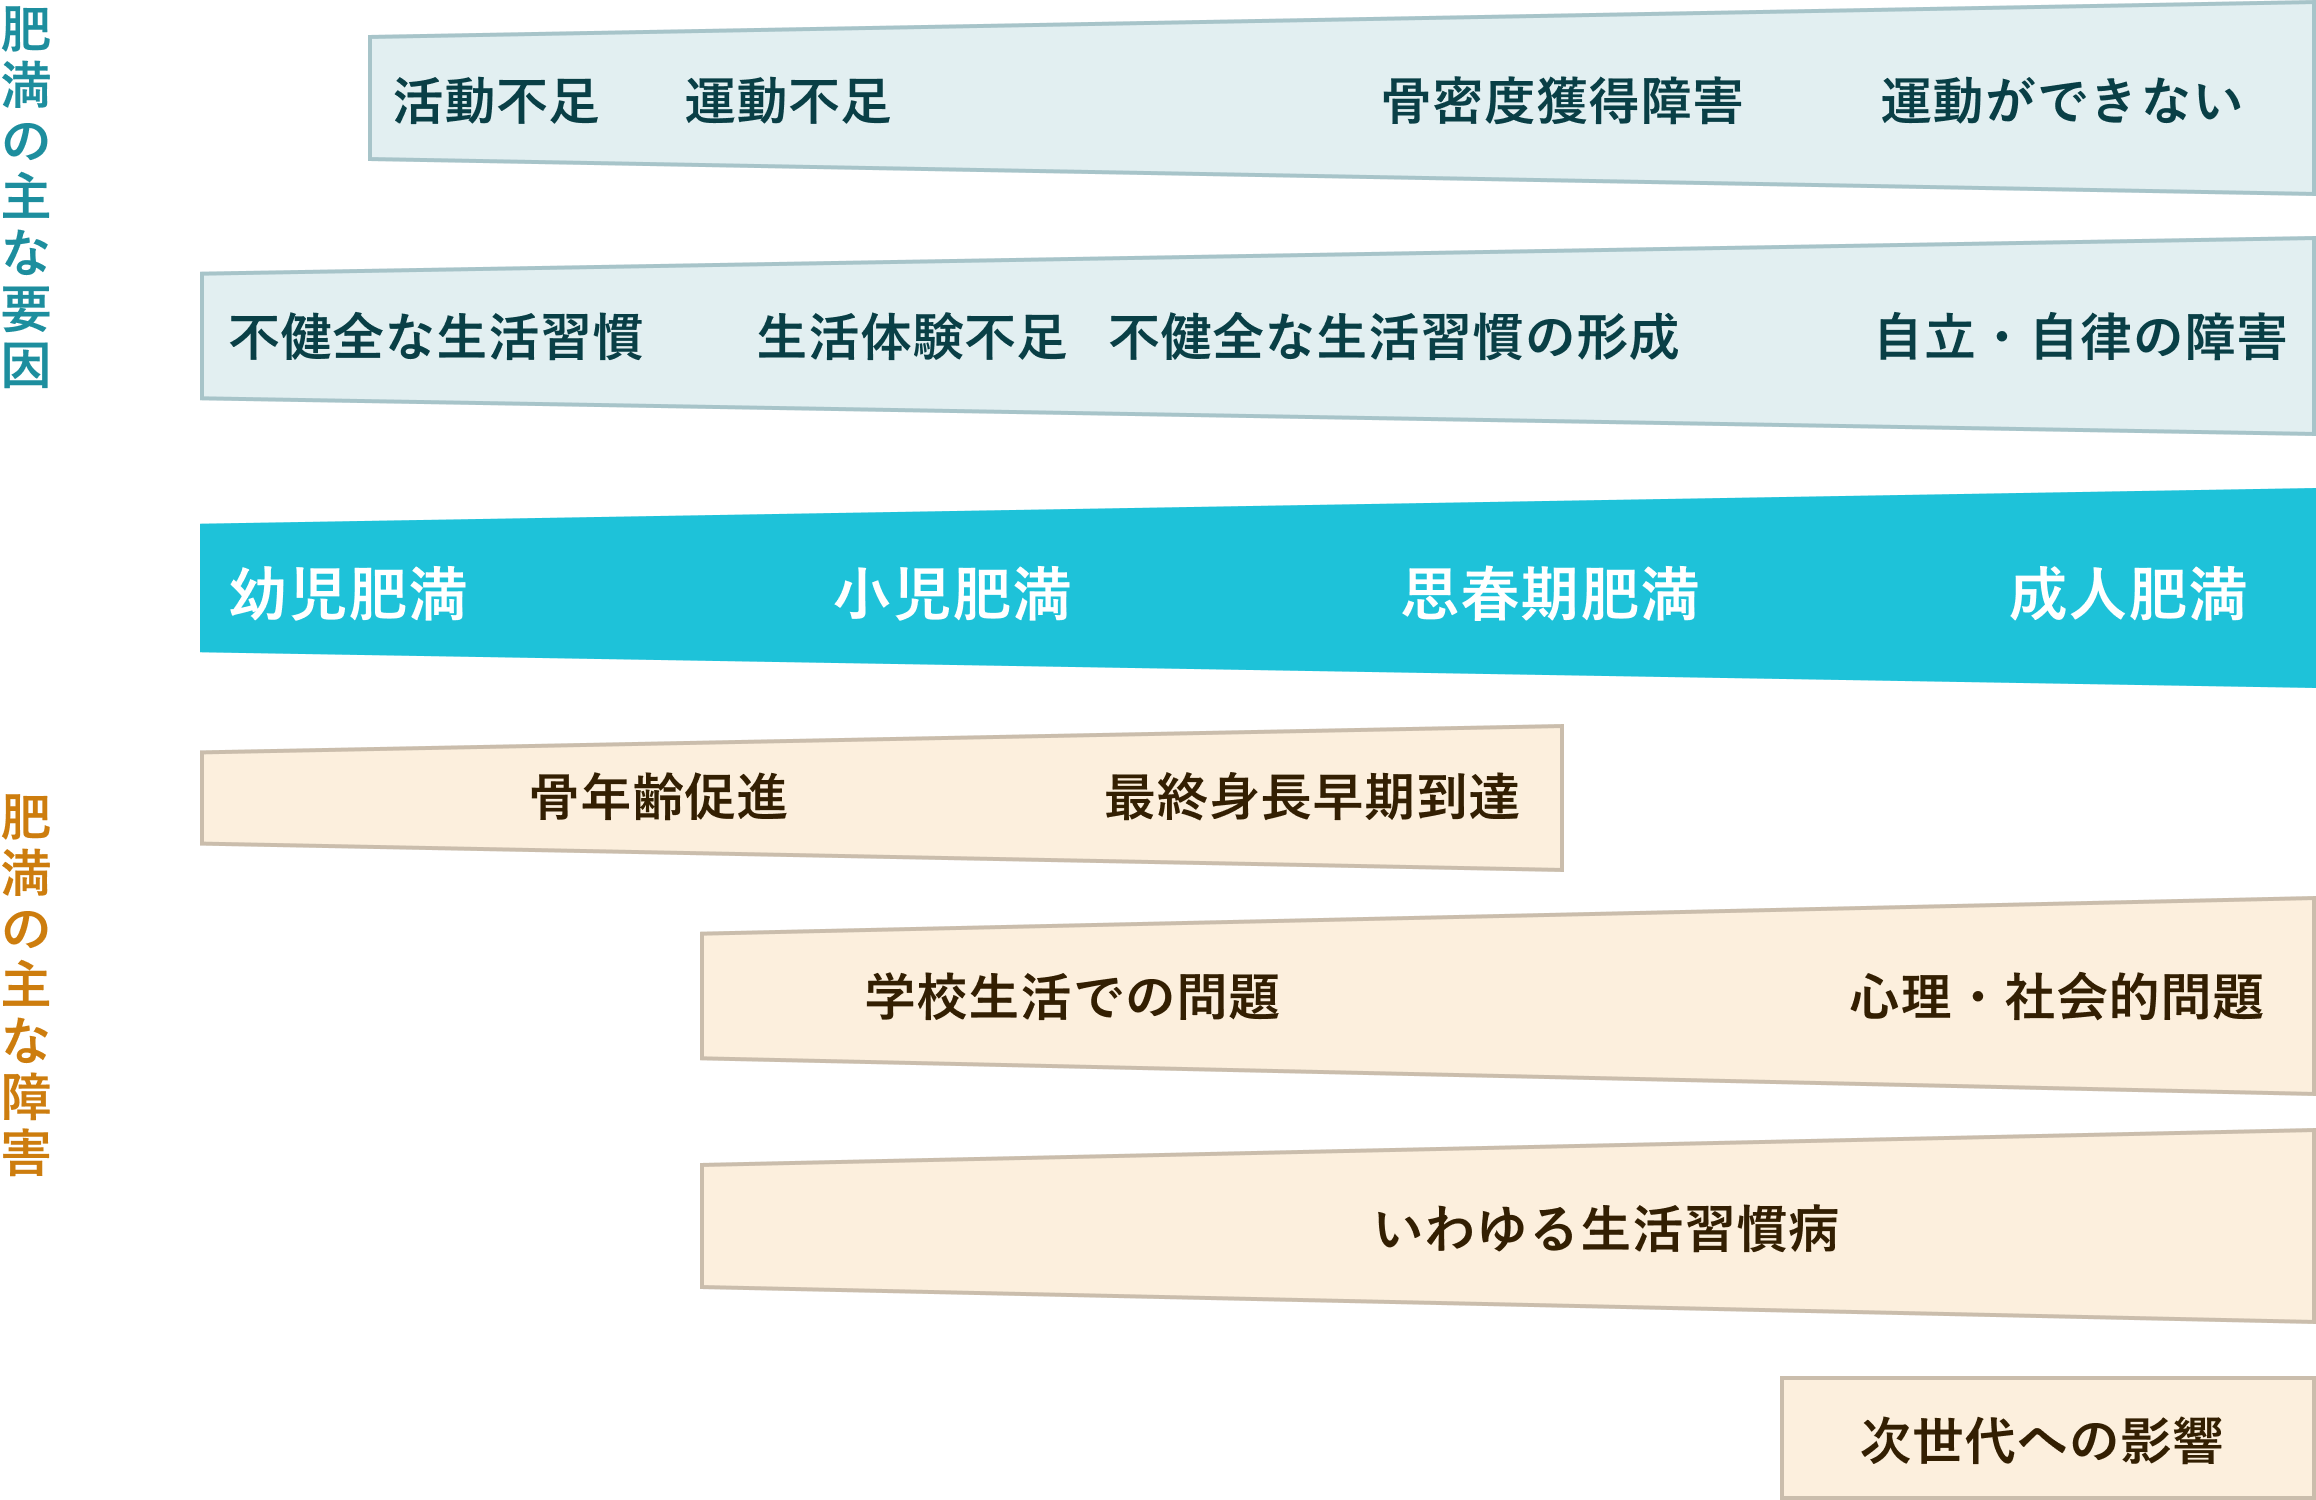 肥満の主な要因
活動不足 運動不足 骨密度獲得障害 運動ができない
不健全な生活習慣 生活体験不足 不健全な生活習慣の形成 自立・自律の障害
幼児肥満 小児肥満 思春期肥満 成人肥満
肥満の主な障害
骨年齢促進 最終身長早期到達
学校生活での問題 心理・社会的問題
いわゆる生活習慣病
次世代への影響